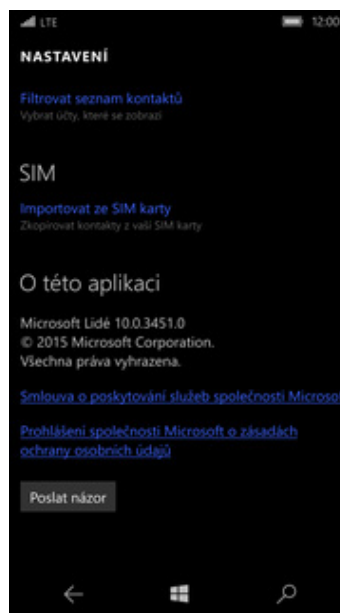 LTE 12:00
NASTAVENÍ
Filtrovat seznam kontaktů
Vybrat účty, které se zobrazí
SIM
Importovat ze SIM karty
Zkopírovat kontakty z vaší SIM karty
O této aplikaci
Microsoft Lidé 10.0.3451.0
© 2015 Microsoft Corporation.
Všechna práva vyhrazena.
Smlouva o poskytování služeb společnosti Microso
Prohlášení společnosti Microsoft o zásadách
ochrany osobních údajů
Poslat názor